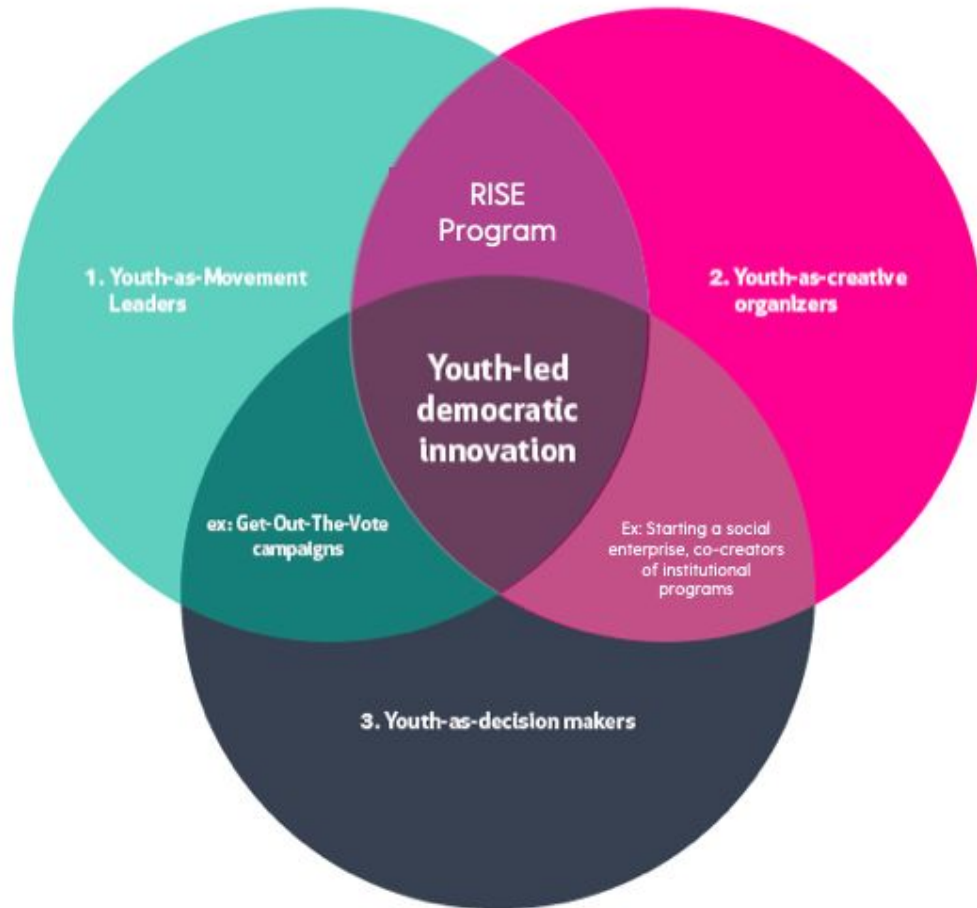 RISE
Program
1. Youth-as-Movement
Leaders
2. Youth-as-creative
organizers
Youth-led
democratic
innovation
ex: Get-Out-The-Vote
campaigns
Ex: Starting a social
enterprise, co-creators
of institutional
programs
3. Youth-as-decision makers